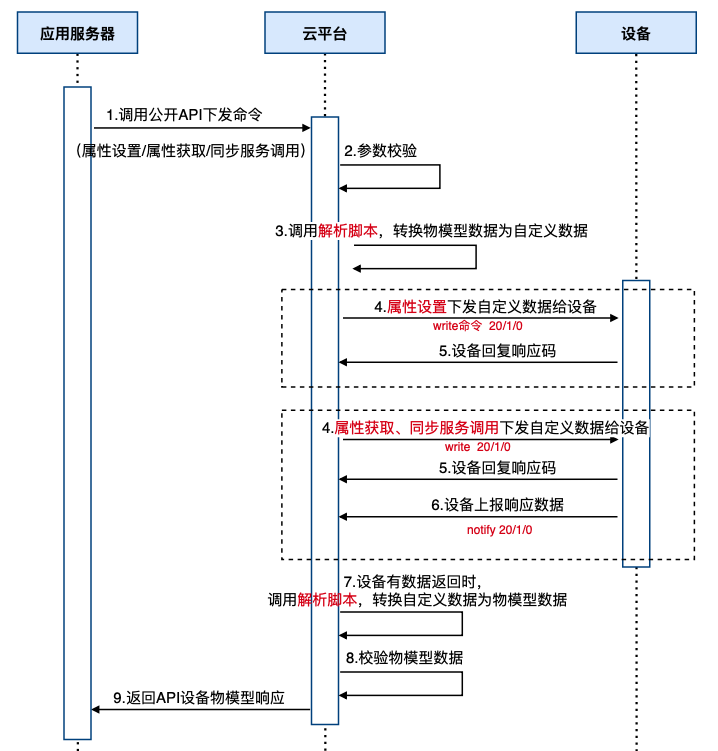 应用服务器
云平台
设备
1.调用公开API下发命令
（属性设置/属性获取/同步服务调用）
2.参数校验
3.调用解析脚本，转换物模型数据为自定义数据
4.属性设置下发自定义数据给设备
write命令 20/1/0
5.设备回复响应码
4.属性获取、同步服务调用下发自定义数据给设备
write 20/1/0
5.设备回复响应码
6.设备上报响应数据
notify 20/1/0
7.设备有数据返回时，
调用解析脚本，转换自定义数据为物模型数据
8.校验物模型数据
9.返回API设备物模型响应